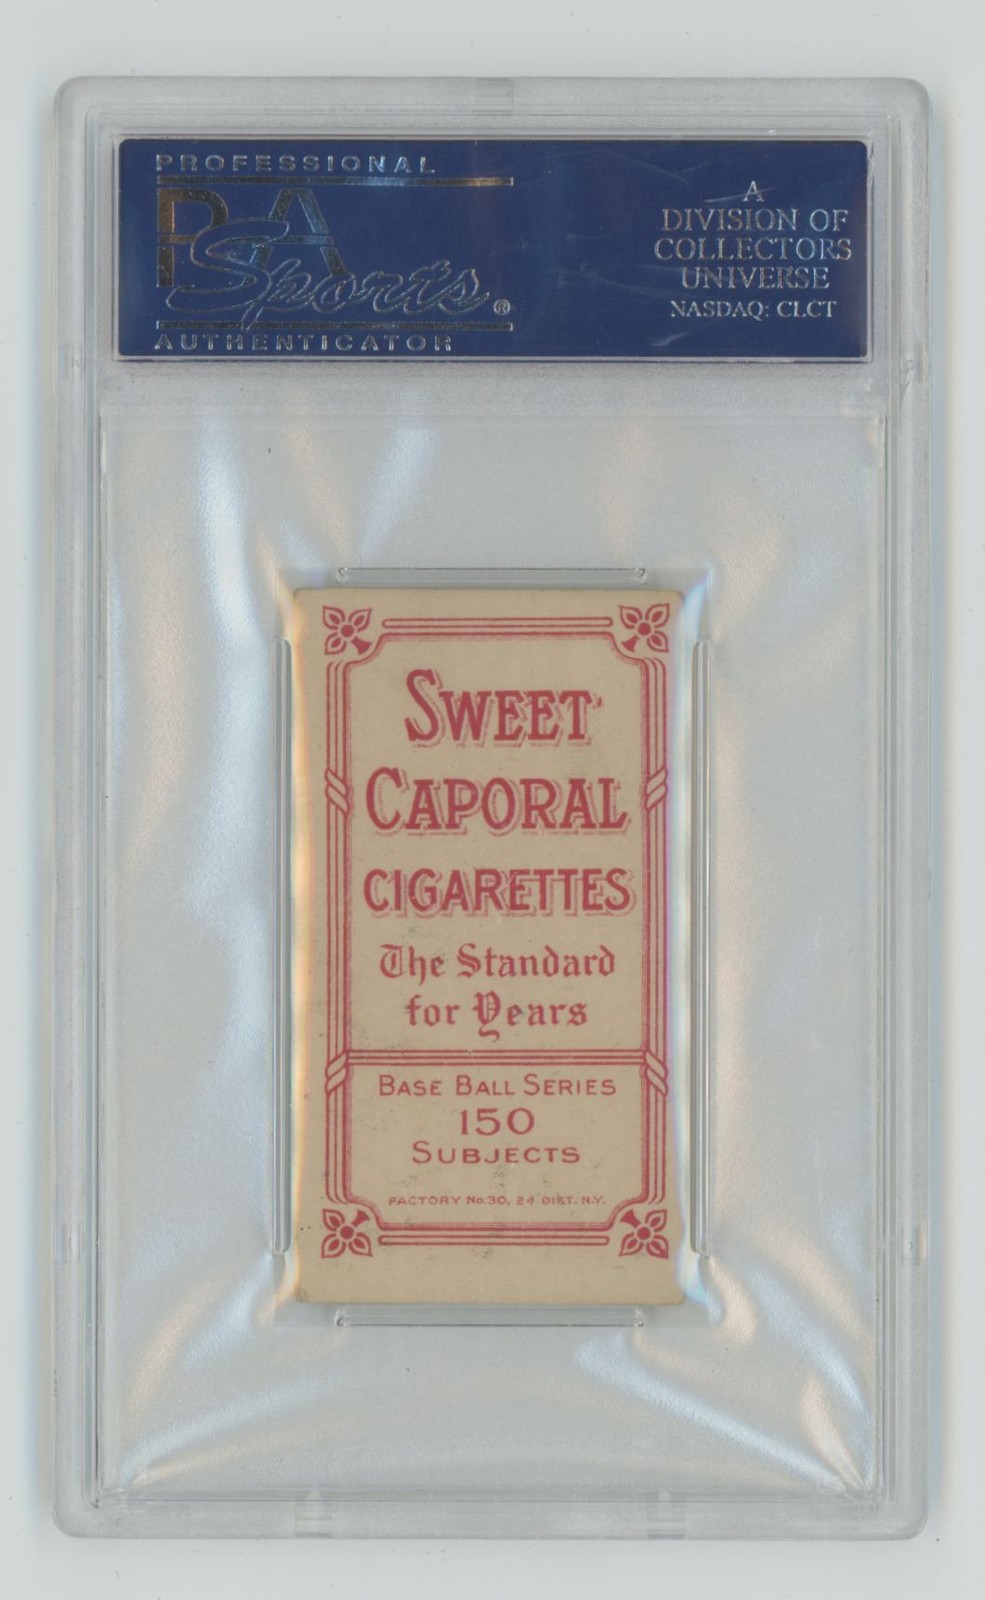 PROFESSIONAL
PSA
Sports®
AUTHENTICATOR
A
DIVISION OF
COLLECTORS
UNIVERSE
NASDAQ: CLCT
SWEET
CAPORAL
CIGARETTES
The Standard
for Years
BASE BALL SERIES
150
SUBJECTS
FACTORY No. 30, 2d DIST. N.Y.